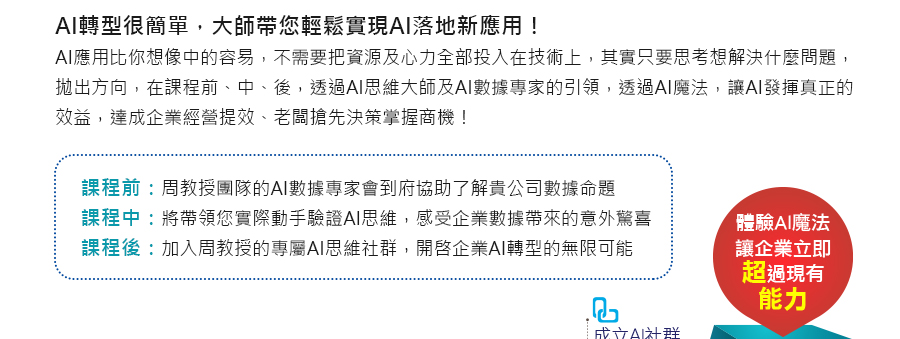 AI轉型很簡單，大師帶您輕鬆實現AI落地新應用！
AI應用比你想像中的容易，不需要把資源及心力全部投入在技術上，其實只要思考想解決什麼問題，
拋出方向，在課程前、中、後，透過AI思維大師及AI數據專家的引領，透過AI魔法，讓AI發揮真正的
效益，達成企業經營提效、老闆搶先決策掌握商機！
課程前：周教授團隊的AI數據專家會到府協助了解貴公司數據命題
課程中：將帶領您實際動手驗證AI思維，感受企業數據帶來的意外驚喜
課程後：加入周教授的專屬AI思維社群，開啓企業AI轉型的無限可能
體驗AI魔法
讓企業立即
超過現有
能力
成立AI社群